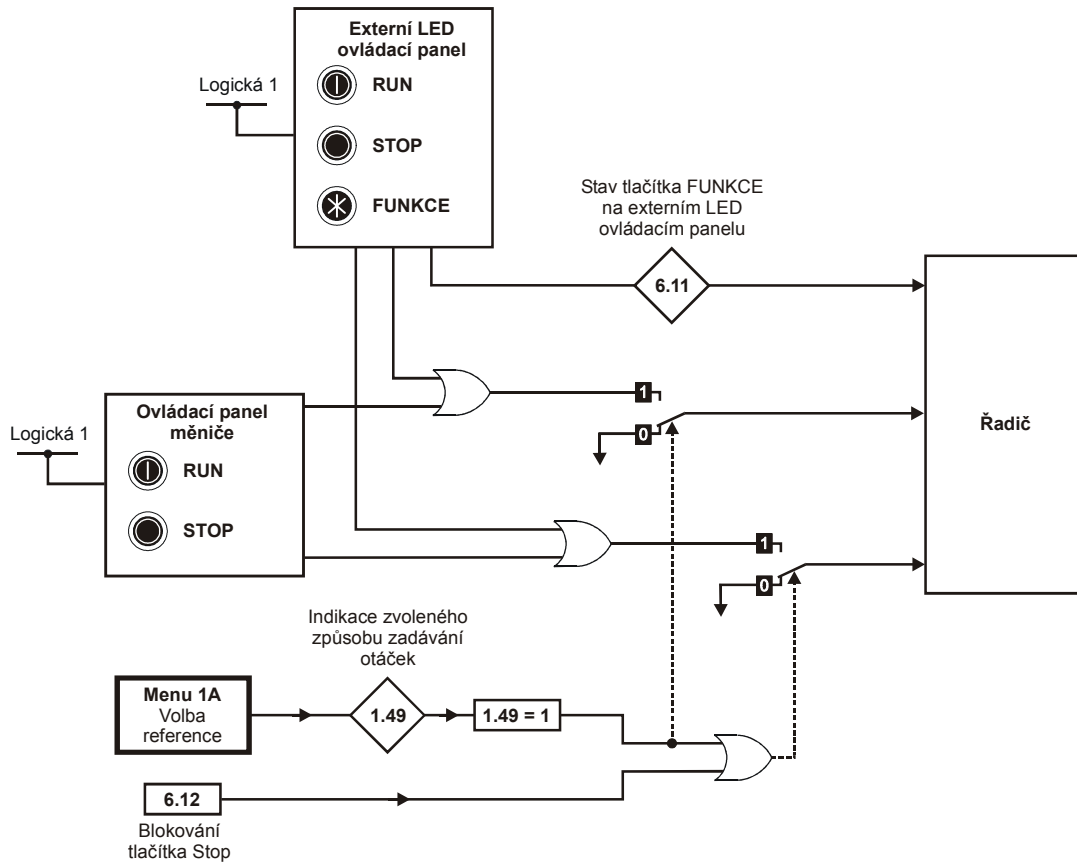 Externí LED
ovládací panel
RUN
STOP
FUNKCE
Logická 1
Stav tlačítka FUNKCE
na externím LED
ovládacím panelu
6.11
Řadič
1
0
Ovládací panel
měniče
RUN
STOP
Logická 1
1
0
Indikace zvoleného
způsobu zadávání
otáček
Menu 1A
Volba
reference
1.49
1.49 = 1
6.12
Blokování
tlačítka Stop